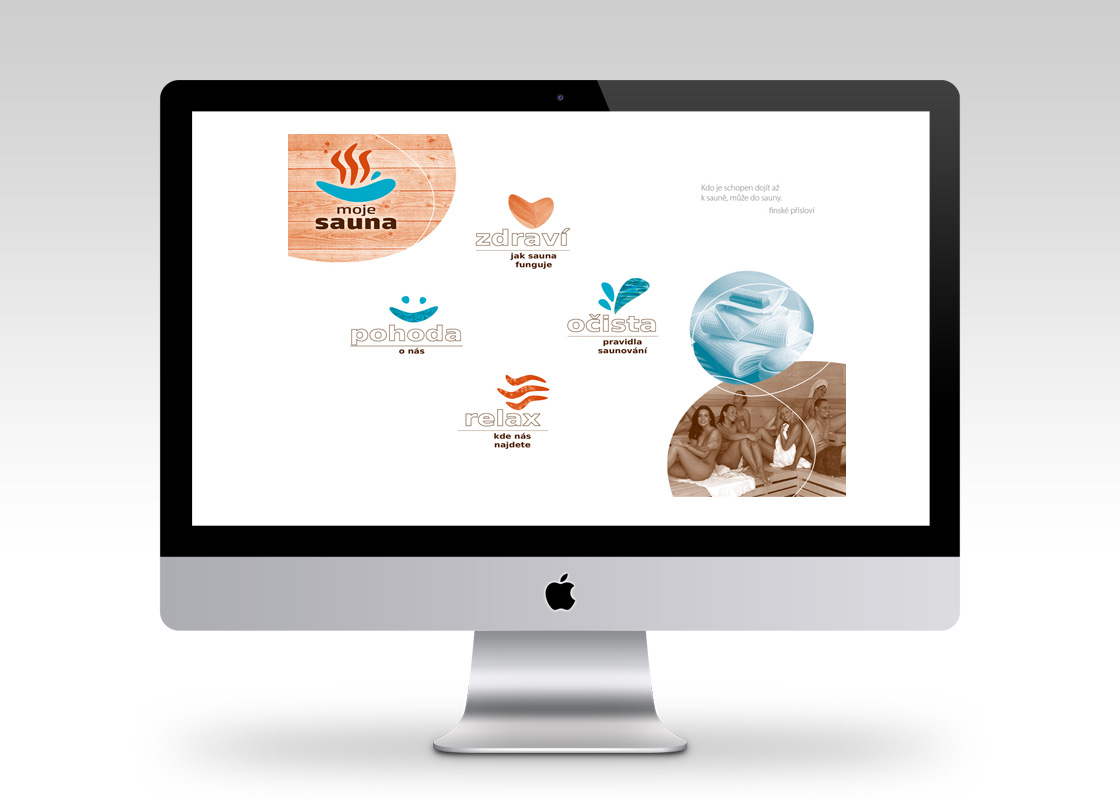 moje
sauna
Kdo je schopen dojít až
k sauně, může do sauny.
finské přísloví
zdraví
jak sauna
funguje
pohoda
o nás
očista
pravidla
saunování
relax
kde nás
najdete